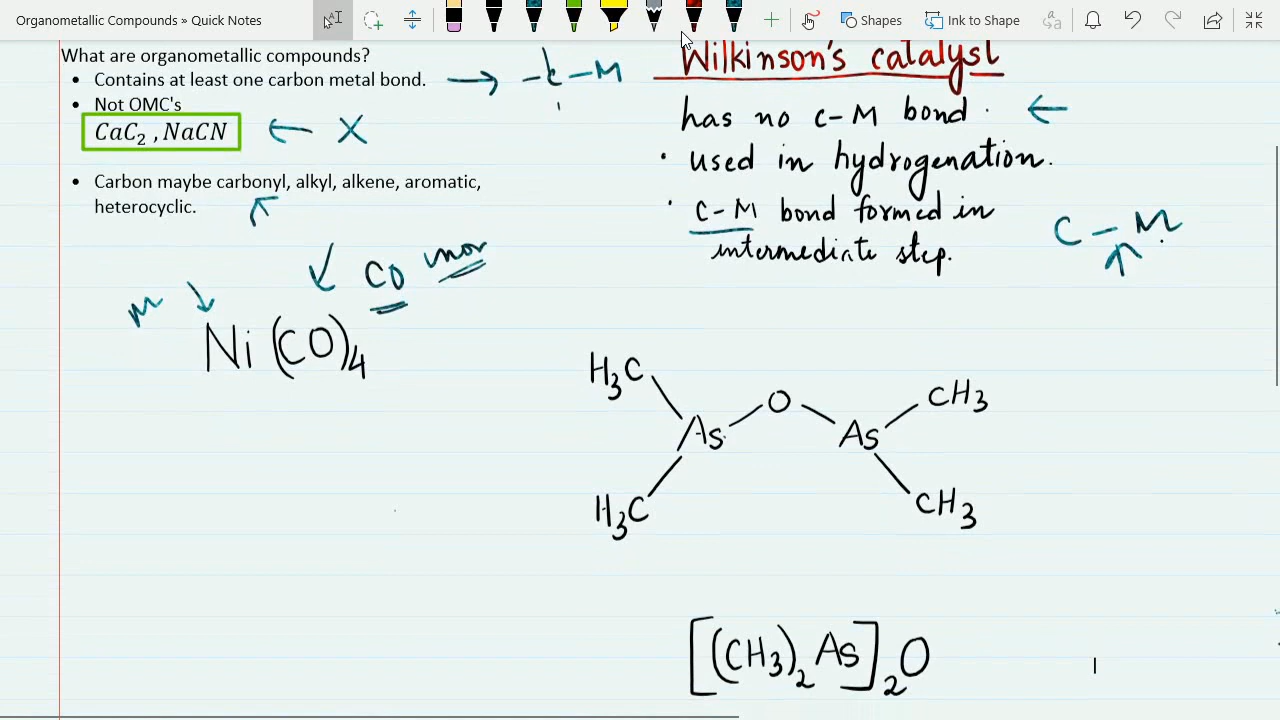 Organometallic Compounds » Quick Notes
Shapes
Ink to Shape
What are organometallic compounds?
• Contains at least one carbon metal bond. → – C – M
• Not OMC's
CaC₂ , NaCN ← X
• Carbon maybe carbonyl, alkyl, alkene, aromatic,
heterocyclic.
CO
M
Ni(CO)₄
Wilkinson's catalyst
has no C–M bond. ←
• used in hydrogenation.
• C–M bond formed in
intermediate step.
C – M
H₃C
As – O – As
CH₃
H₃C
CH₃
[(CH₃)₂As]₂O